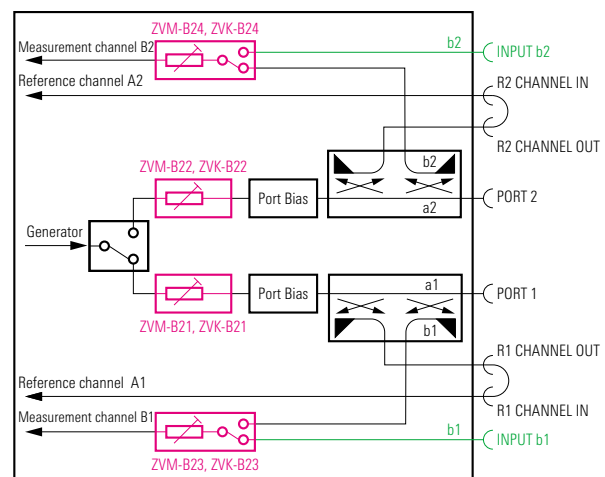 ZVM-B24, ZVK-B24
Measurement channel B2
b2
INPUT b2
Reference channel A2
R2 CHANNEL IN
R2 CHANNEL OUT
ZVM-B22, ZVK-B22
b2
Port Bias
PORT 2
a2
Generator
Port Bias
a1
PORT 1
b1
ZVM-B21, ZVK-B21
R1 CHANNEL OUT
Reference channel A1
R1 CHANNEL IN
Measurement channel B1
b1
INPUT b1
ZVM-B23, ZVK-B23